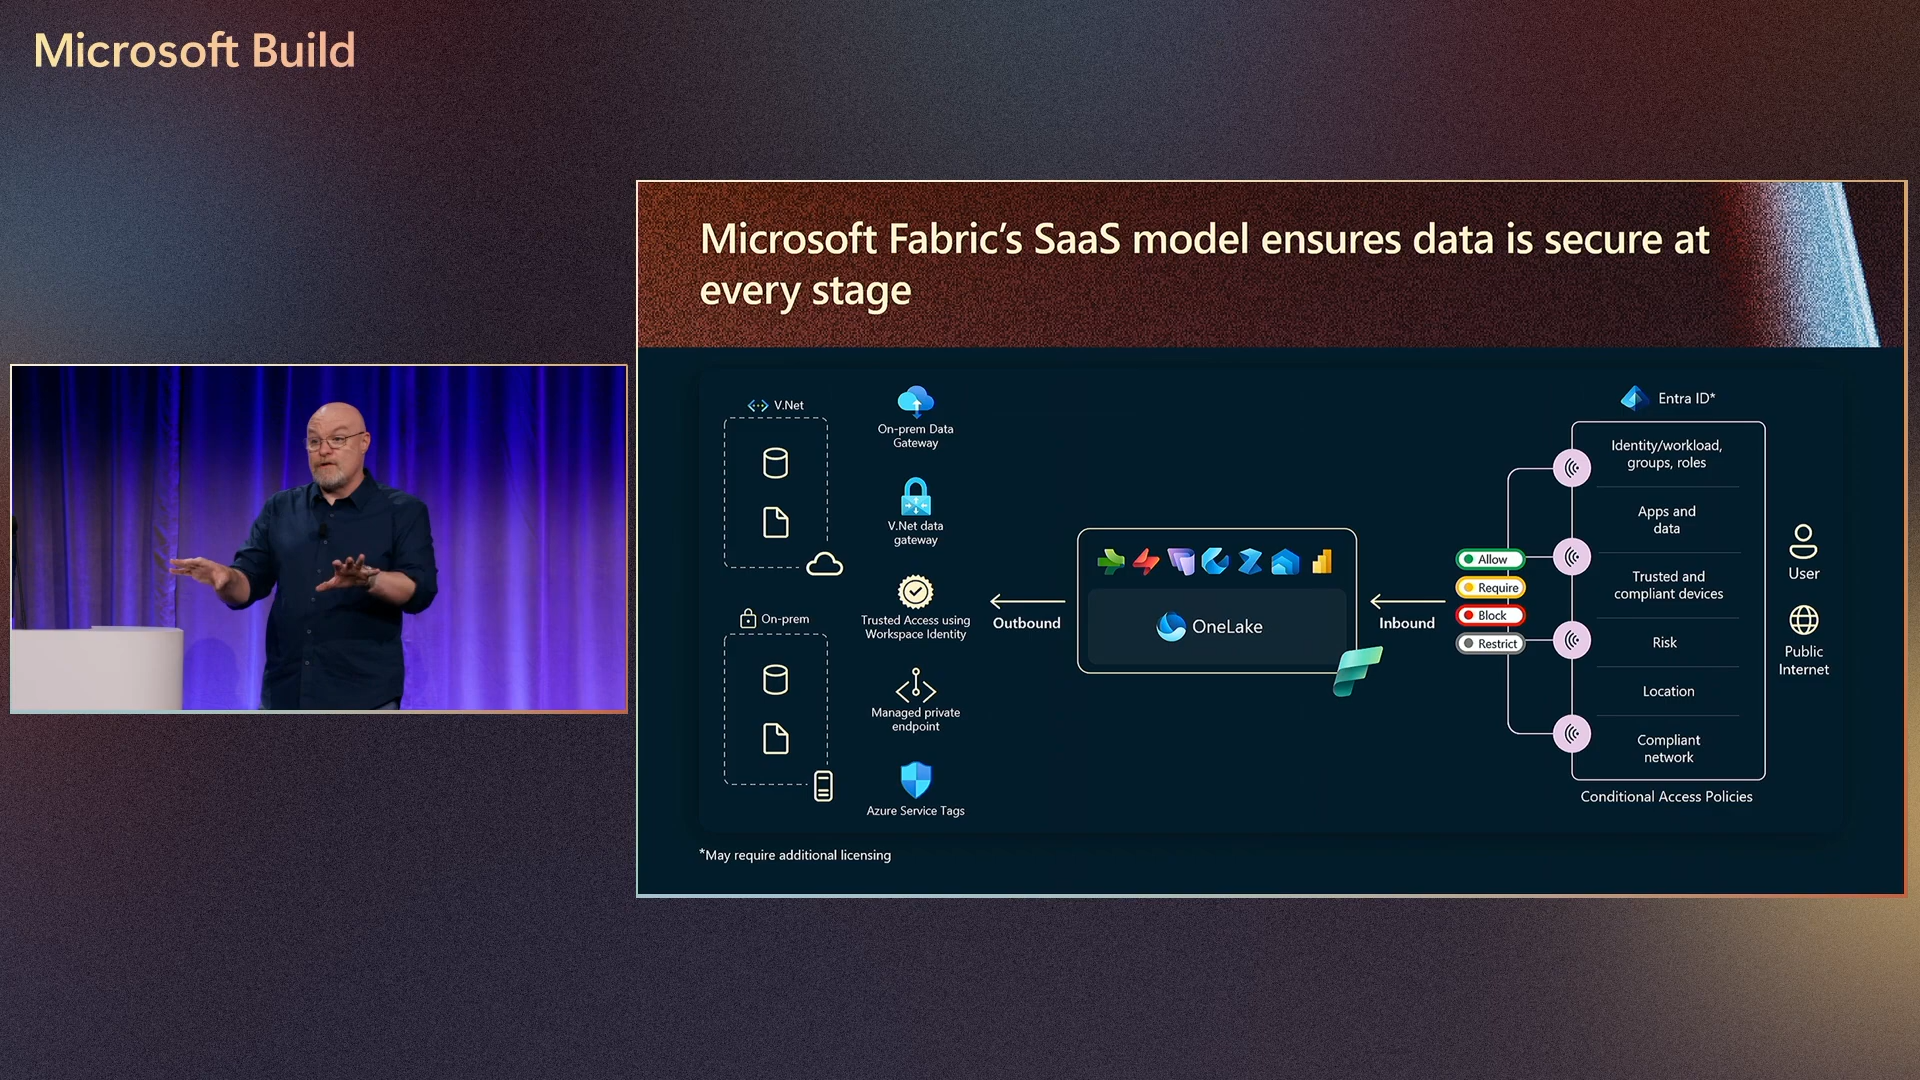 Microsoft Build
Microsoft Fabric's SaaS model ensures data is secure at
every stage
V.Net
On-prem
On-prem Data
Gateway
V.Net data
gateway
Trusted Access using
Workspace Identity
Managed private
endpoint
Azure Service Tags
Outbound
OneLake
Inbound
Allow
Require
Block
Restrict
Entra ID*
Identity/workload,
groups, roles
Apps and
data
Trusted and
compliant devices
Risk
Location
Compliant
network
Conditional Access Policies
User
Public
Internet
*May require additional licensing